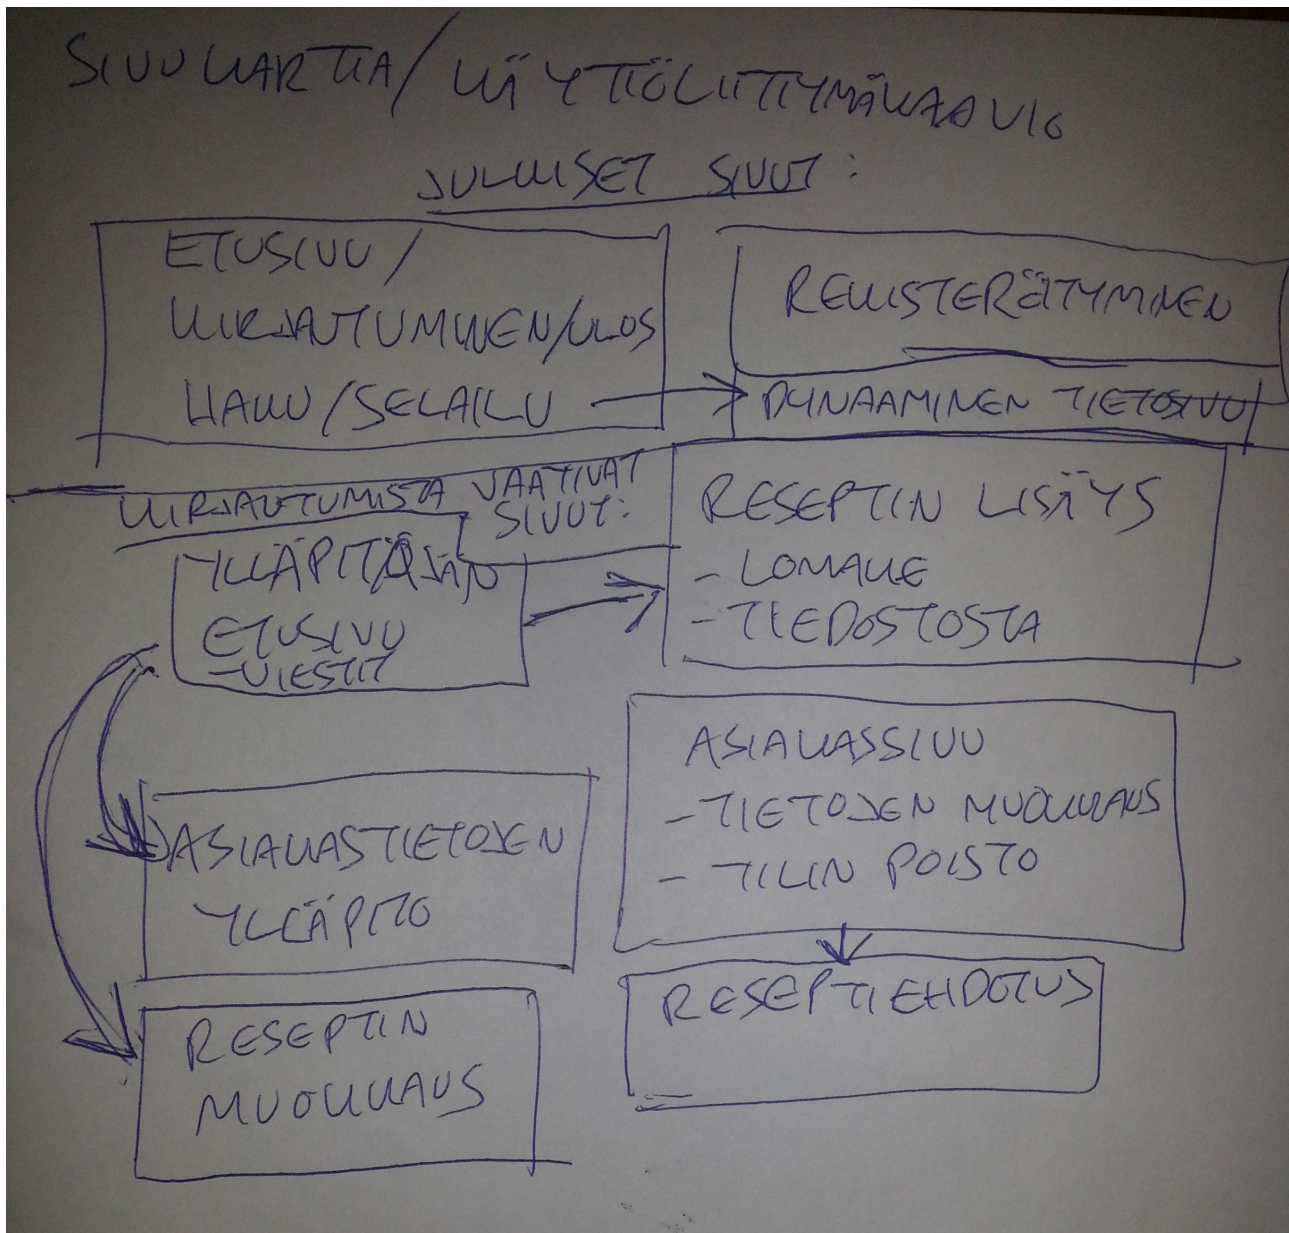 SIVUKARTTA/KÄYTTÖLIITTYMÄKAAVIO
JULKISET SIVUT:
ETUSIVU/
KIRJAUTUMINEN/ULOS
HAKU/SELAILU
REKISTERÖITYMINEN
DYNAAMINEN TIETOSIVU
KIRJAUTUMISTA VAATIVAT
SIVUT:
YLLÄPITÄJÄN
ETUSIVU
-VIESTIT
RESEPTIN LISÄYS
- LOMAKE
- TIEDOSTOSTA
ASIAKASTIETOJEN
YLLÄPITO
RESEPTIN
MUOKKAUS
ASIAKASSIVU
- TIETOJEN MUOKKAUS
- TILIN POISTO
RESEPTIEHDOTUS